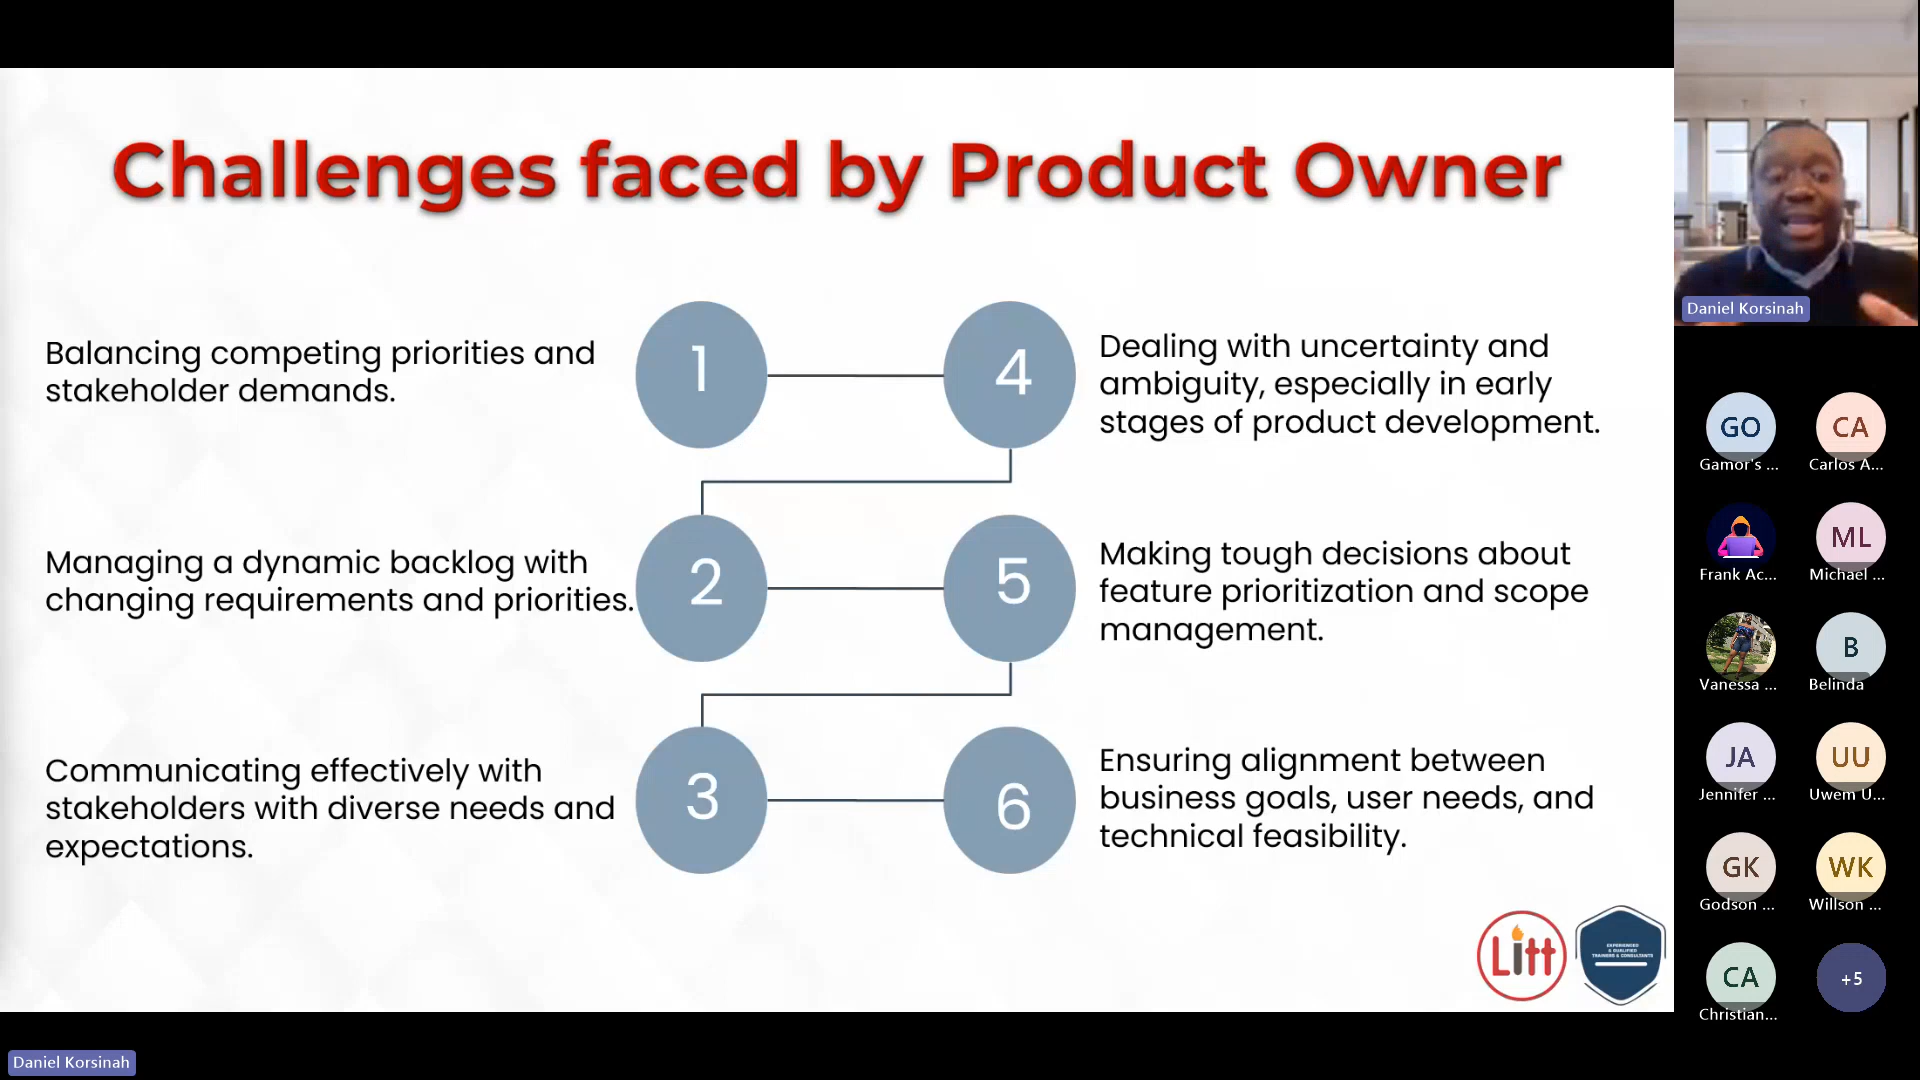 Challenges faced by Product Owner
Balancing competing priorities and
stakeholder demands.
1
4
Dealing with uncertainty and
ambiguity, especially in early
stages of product development.
Managing a dynamic backlog with
changing requirements and priorities.
2
5
Making tough decisions about
feature prioritization and scope
management.
Communicating effectively with
stakeholders with diverse needs and
expectations.
3
6
Ensuring alignment between
business goals, user needs, and
technical feasibility.
Litt
EXPERIENCED
& QUALIFIED
TRAINERS & CONSULTANTS
Daniel Korsinah
GO
CA
Gamor's ...
Carlos A...
ML
Frank Ac...
Michael ...
B
Vanessa ...
Belinda
JA
UU
Jennifer ...
Uwem U...
GK
WK
Godson ...
Willson ...
CA
+5
Christian...
Daniel Korsinah